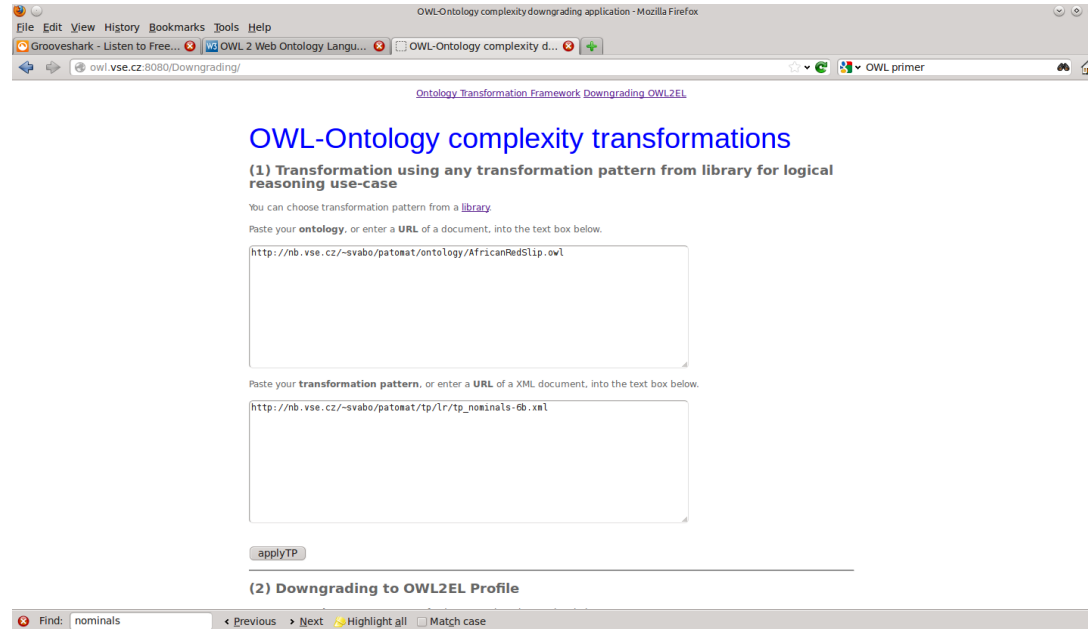 OWL-Ontology complexity downgrading application - Mozilla Firefox
File Edit View History Bookmarks Tools Help
Grooveshark - Listen to Free... OWL 2 Web Ontology Langu... OWL-Ontology complexity d...
owl.vse.cz:8080/Downgrading/ OWL primer
Ontology Transformation Framework Downgrading OWL2EL
OWL-Ontology complexity transformations
(1) Transformation using any transformation pattern from library for logical
reasoning use-case
You can choose transformation pattern from a library.
Paste your ontology, or enter a URL of a document, into the text box below.
http://nb.vse.cz/~svabo/patomat/ontology/AfricanRedSlip.owl
Paste your transformation pattern, or enter a URL of a XML document, into the text box below.
http://nb.vse.cz/~svabo/patomat/tp/lr/tp_nominals-6b.xml
applyTP
(2) Downgrading to OWL2EL Profile
Find: nominals Previous Next Highlight all Match case